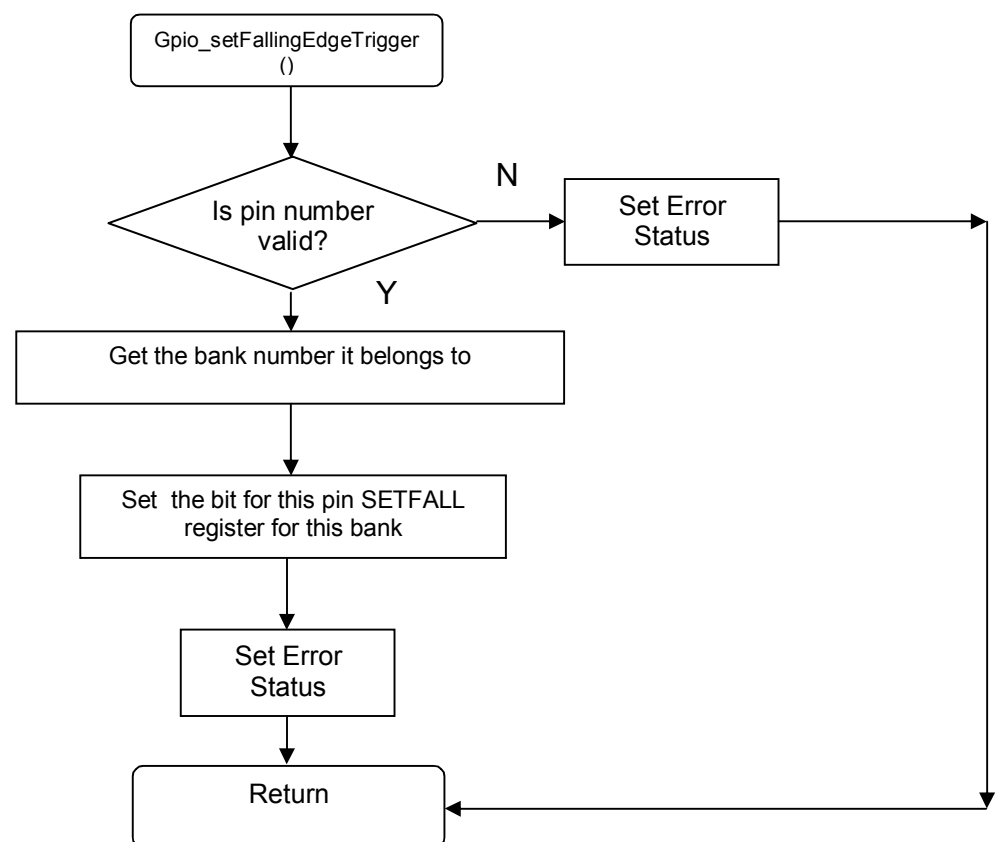 Gpio_setFallingEdgeTrigger
()
Is pin number
valid?
N
Set Error
Status
Y
Get the bank number it belongs to
Set  the bit for this pin SETFALL
register for this bank
Set Error
Status
Return